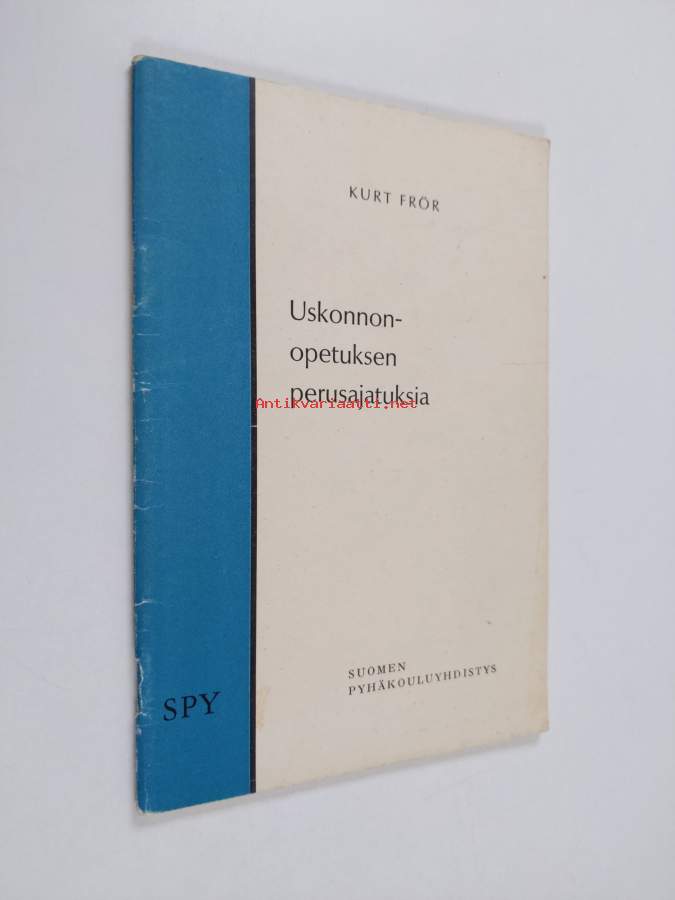 KURT FRÖR
Uskonnon-
opetuksen
perusajatuksia
Antikvariaatti.net
SUOMEN
PYHÄKOULUYHDISTYS
SPY